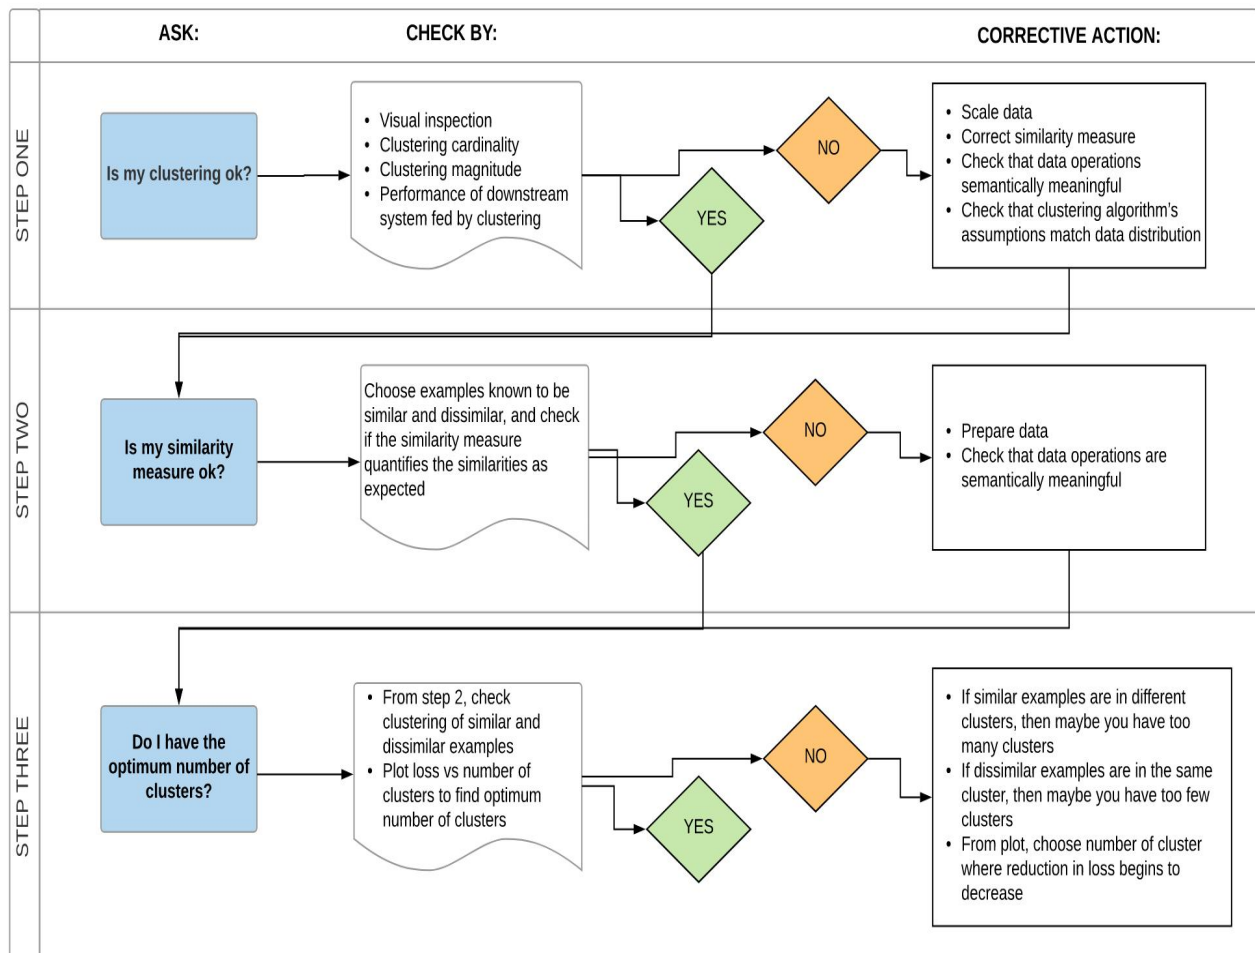 ASK:
CHECK BY:
CORRECTIVE ACTION:
STEP ONE
Is my clustering ok?
• Visual inspection
• Clustering cardinality
• Clustering magnitude
• Performance of downstream
system fed by clustering
NO
YES
• Scale data
• Correct similarity measure
• Check that data operations
semantically meaningful
• Check that clustering algorithm's
assumptions match data distribution
STEP TWO
Is my similarity
measure ok?
Choose examples known to be
similar and dissimilar, and check
if the similarity measure
quantifies the similarities as
expected
NO
YES
• Prepare data
• Check that data operations are
semantically meaningful
STEP THREE
Do I have the
optimum number of
clusters?
• From step 2, check
clustering of similar and
dissimilar examples
• Plot loss vs number of
clusters to find optimum
number of clusters
NO
YES
• If similar examples are in different
clusters, then maybe you have too
many clusters
• If dissimilar examples are in the same
cluster, then maybe you have too few
clusters
• From plot, choose number of cluster
where reduction in loss begins to
decrease